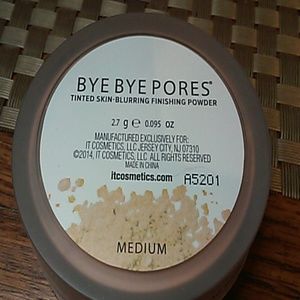 BYE BYE PORES®
TINTED SKIN-BLURRING FINISHING POWDER
2.7 g ℮ 0.095 OZ
MANUFACTURED EXCLUSIVELY FOR:
IT COSMETICS, LLC JERSEY CITY, NJ 07310
©2014, IT COSMETICS, LLC ALL RIGHTS RESERVED
MADE IN CHINA
itcosmetics.com
A5201
MEDIUM